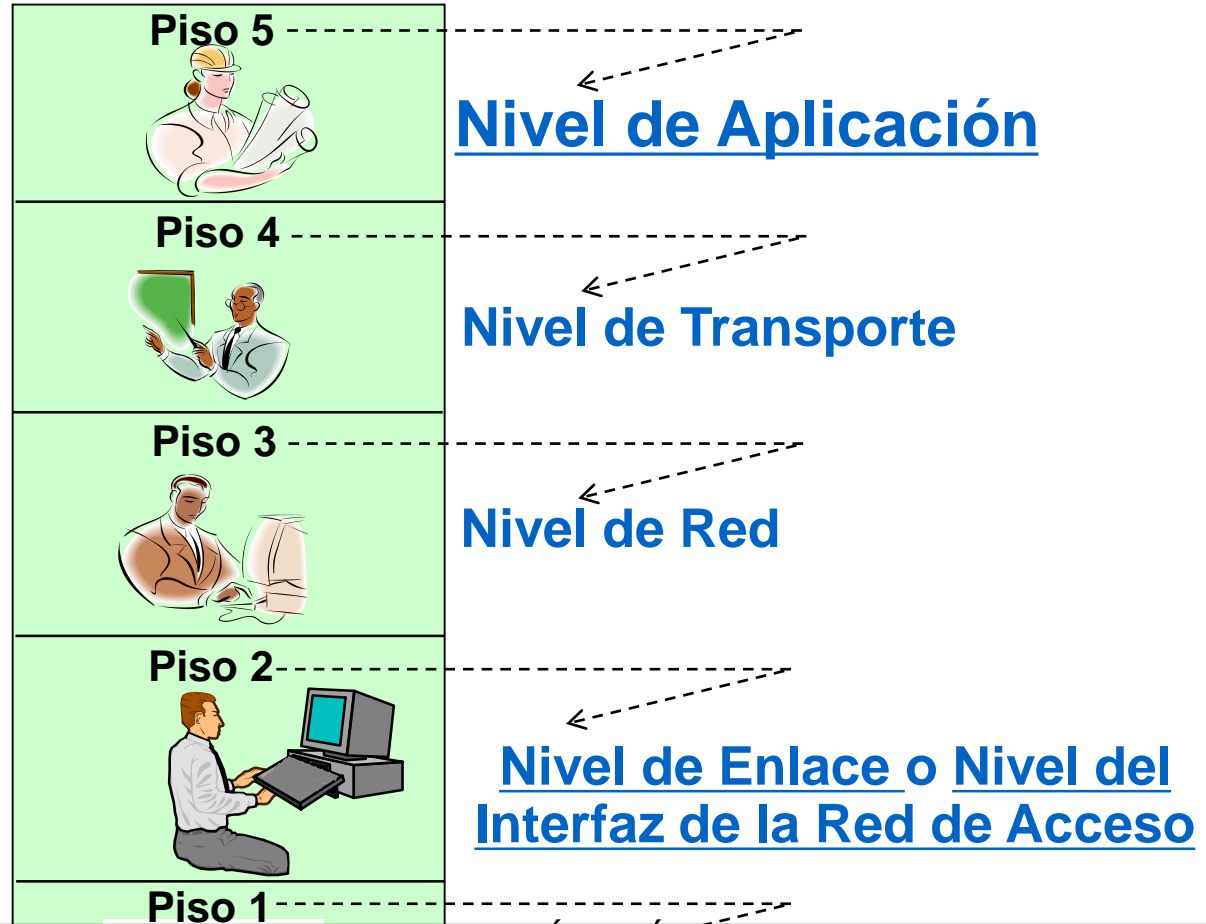 Piso 5
Nivel de Aplicación
Piso 4
Nivel de Transporte
Piso 3
Nivel de Red
Piso 2
Nivel de Enlace o Nivel del
Interfaz de la Red de Acceso
Piso 1